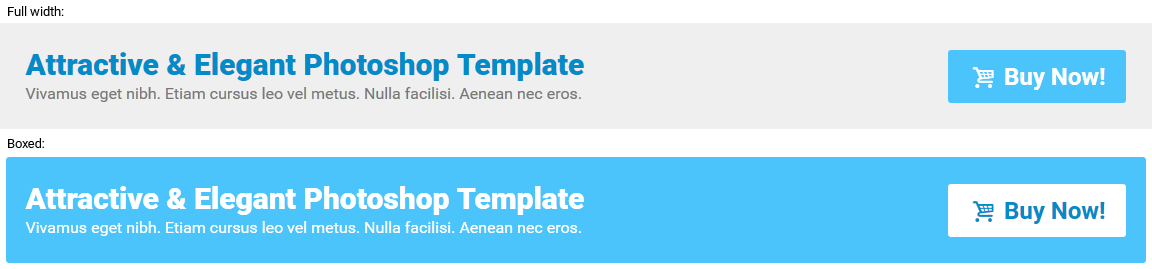 Full width:
Attractive & Elegant Photoshop Template
Vivamus eget nibh. Etiam cursus leo vel metus. Nulla facilisi. Aenean nec eros.
Buy Now!
Boxed:
Attractive & Elegant Photoshop Template
Vivamus eget nibh. Etiam cursus leo vel metus. Nulla facilisi. Aenean nec eros.
Buy Now!